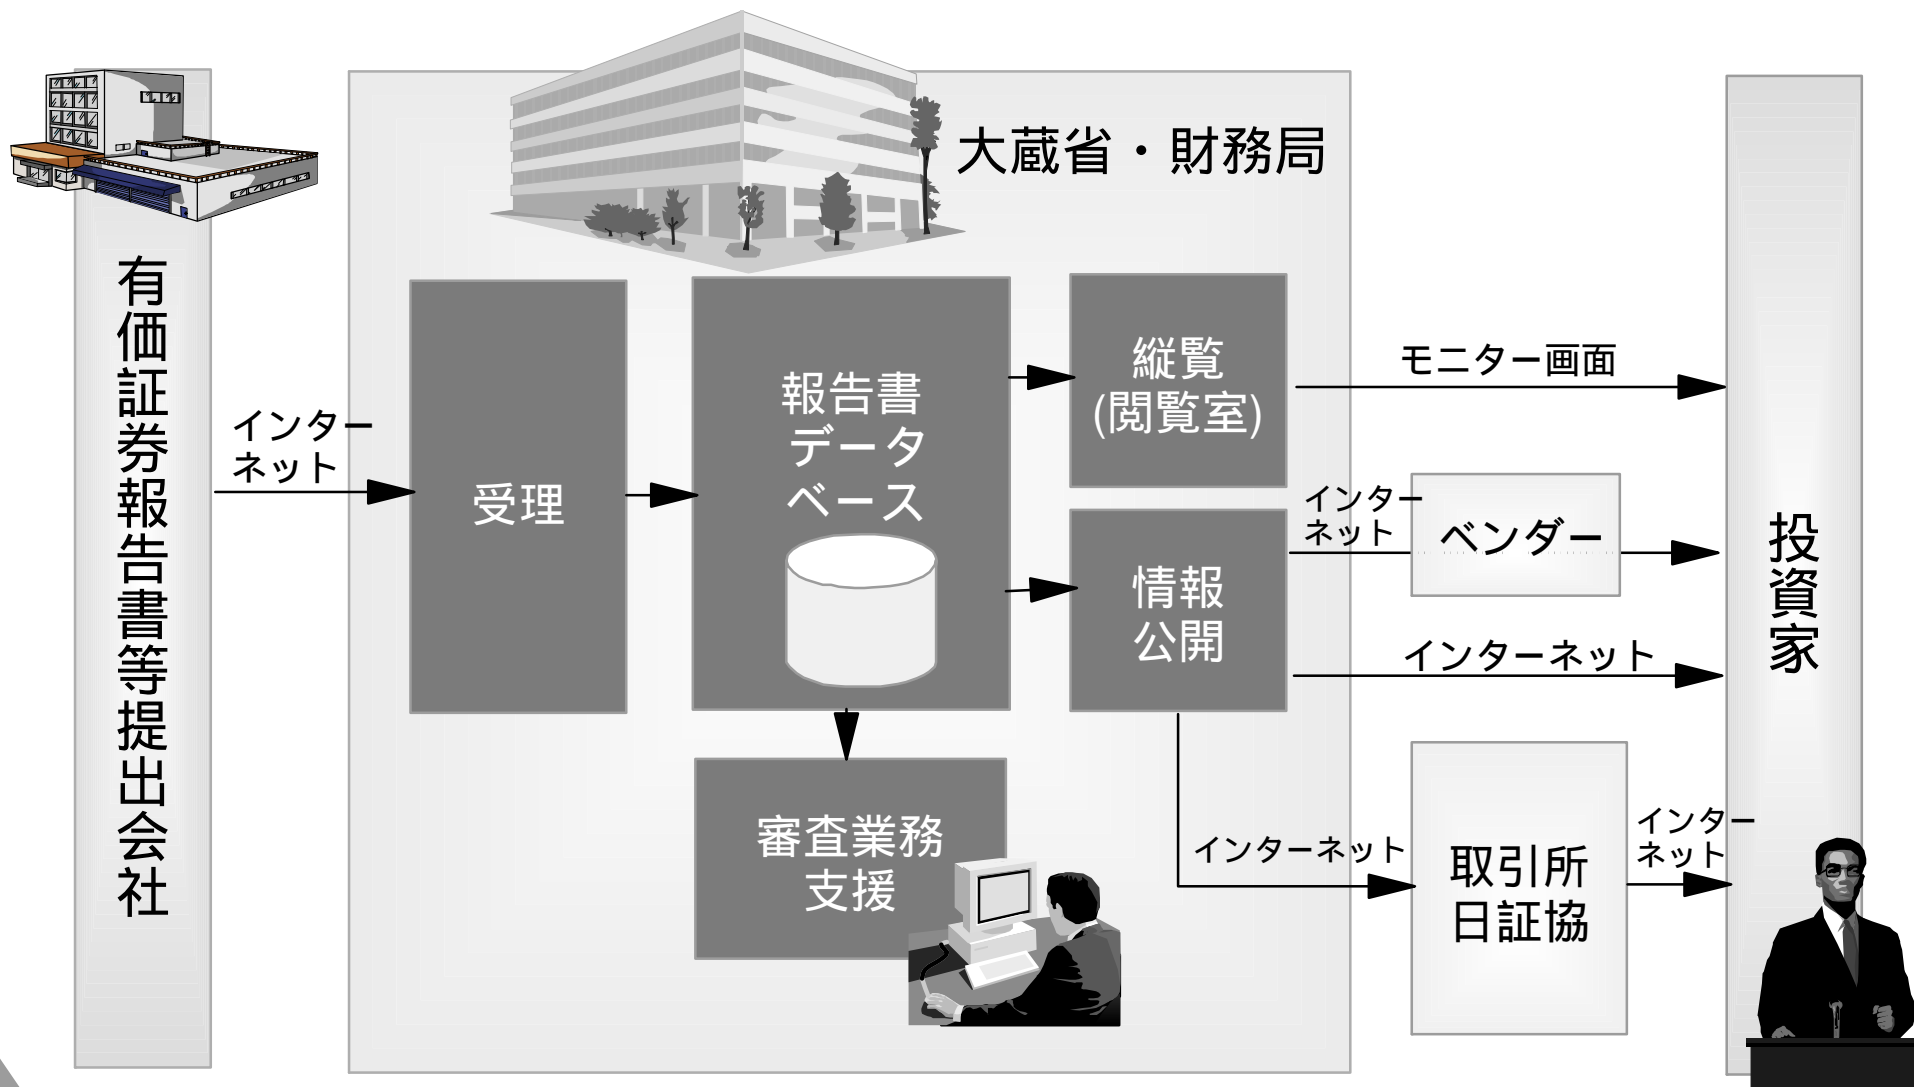 大蔵省・財務局
有価証券報告書等提出会社
インター
ネット
受理
報告書
データ
ベース
縦覧
(閲覧室)
情報
公開
審査業務
支援
モニター画面
インター
ネット
ベンダー
インターネット
インターネット
取引所
日証協
インター
ネット
投資家